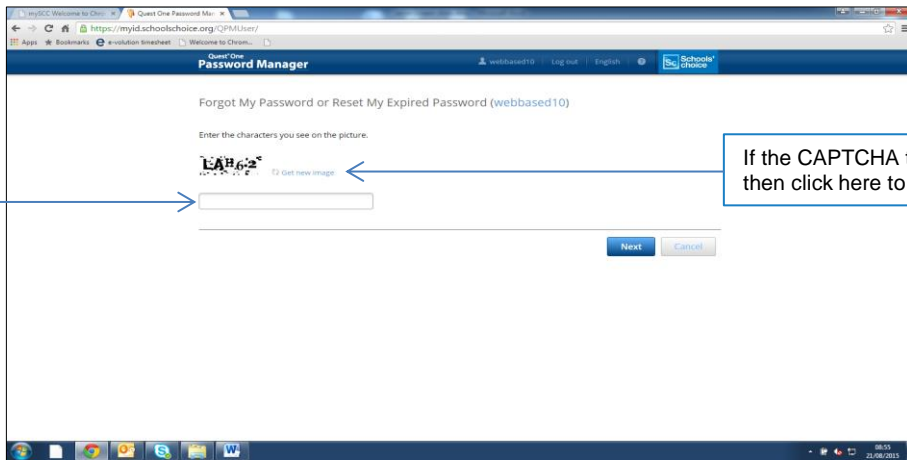 mySCC Welcome to Chro
Quest One Password Man
https://myid.schoolschoice.org/QPMUser/
Apps
Bookmarks
e-volution timesheet
Welcome to Chrom...
Quest One
Password Manager
webbased10
Log out
English
Sc Schools' choice
Forgot My Password or Reset My Expired Password (webbased10)
Enter the characters you see on the picture.
Get new image
If the CAPTCHA
then click here to
Next
Cancel
08:55
21/08/2015